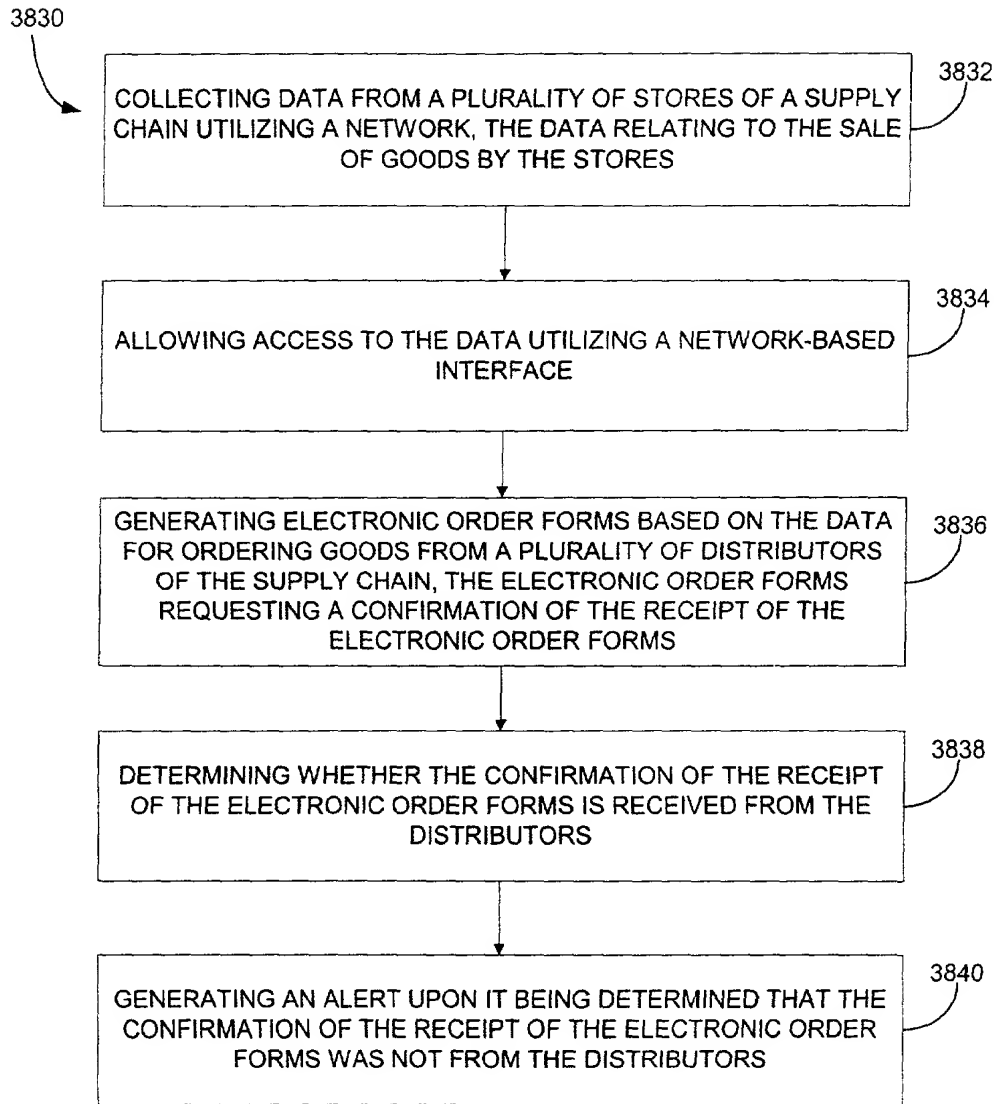 3830
3832
COLLECTING DATA FROM A PLURALITY OF STORES OF A SUPPLY
CHAIN UTILIZING A NETWORK, THE DATA RELATING TO THE SALE
OF GOODS BY THE STORES
3834
ALLOWING ACCESS TO THE DATA UTILIZING A NETWORK-BASED
INTERFACE
3836
GENERATING ELECTRONIC ORDER FORMS BASED ON THE DATA
FOR ORDERING GOODS FROM A PLURALITY OF DISTRIBUTORS
OF THE SUPPLY CHAIN, THE ELECTRONIC ORDER FORMS
REQUESTING A CONFIRMATION OF THE RECEIPT OF THE
ELECTRONIC ORDER FORMS
3838
DETERMINING WHETHER THE CONFIRMATION OF THE RECEIPT
OF THE ELECTRONIC ORDER FORMS IS RECEIVED FROM THE
DISTRIBUTORS
3840
GENERATING AN ALERT UPON IT BEING DETERMINED THAT THE
CONFIRMATION OF THE RECEIPT OF THE ELECTRONIC ORDER
FORMS WAS NOT FROM THE DISTRIBUTORS